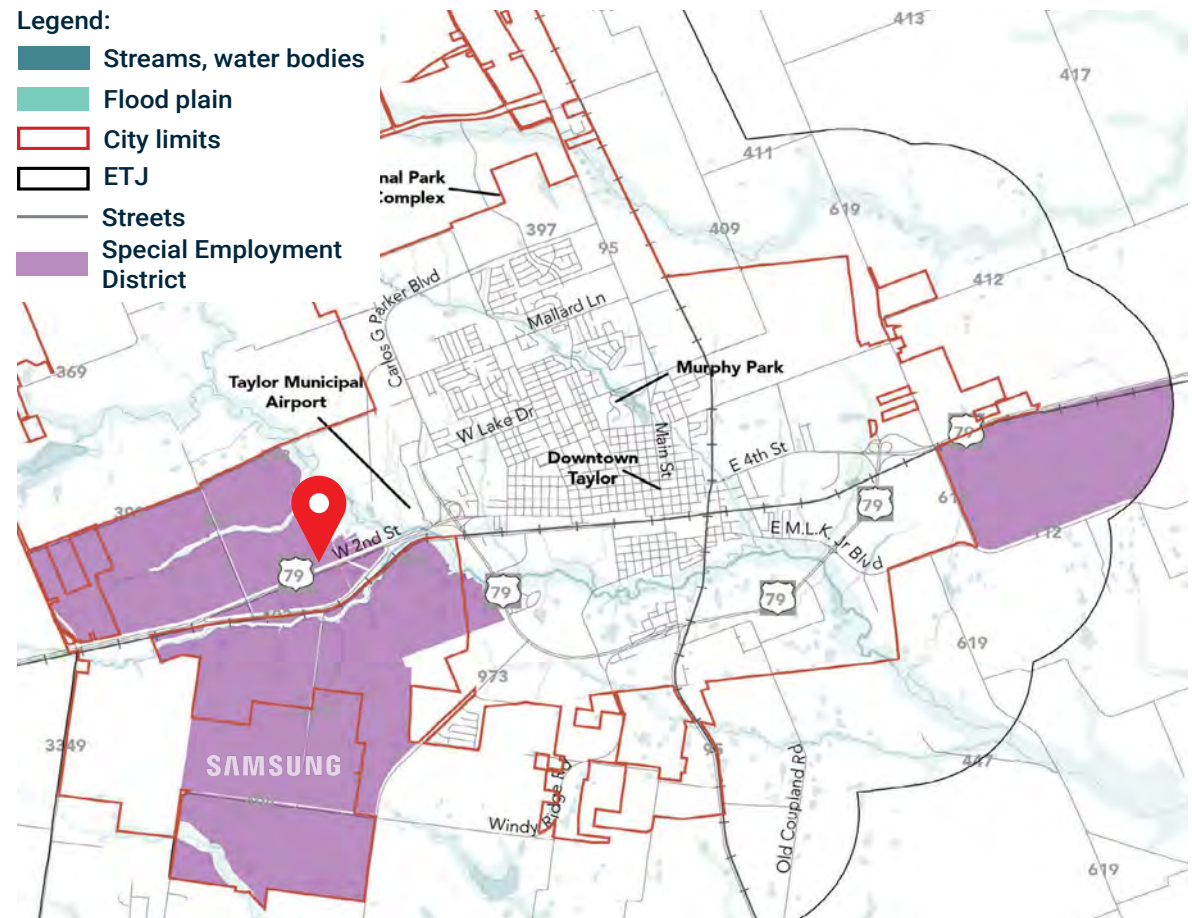 Legend:
Streams, water bodies
Flood plain
City limits
ETJ
Streets
Special Employment
District
413
417
411
619
409
nal Park
Complex
397
95
412
Carlos G Parker Blvd
Mallard Ln
369
Taylor Municipal
Airport
Murphy Park
W Lake Dr
Main St
79
Downtown
Taylor
E 4th St
79
W 2nd St
E M.L.K. Jr Blvd
79
79
79
619
973
3349
SAMSUNG
95
447
Windy Ridge Rd
Old Coupland Rd
619